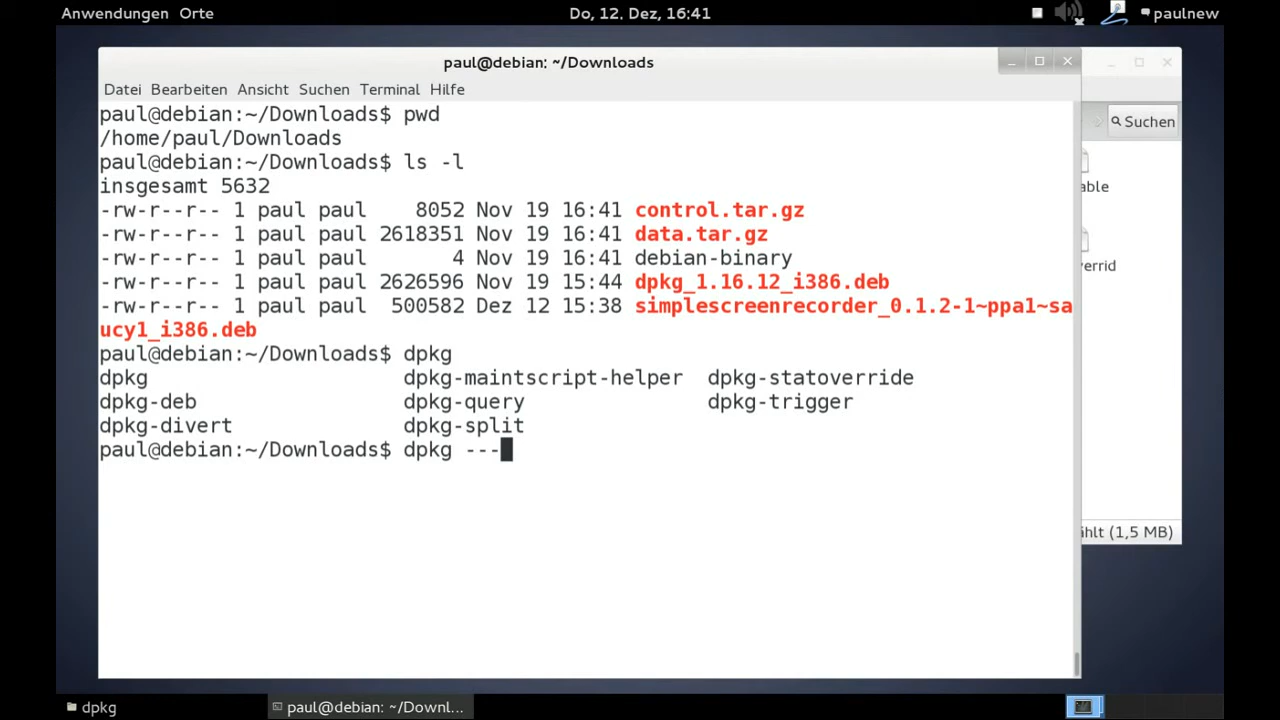 Anwendungen Orte Do, 12. Dez, 16:41 paulnew
paul@debian: ~/Downloads
Datei Bearbeiten Ansicht Suchen Terminal Hilfe
paul@debian:~/Downloads$ pwd
/home/paul/Downloads
paul@debian:~/Downloads$ ls -l
insgesamt 5632
-rw-r--r-- 1 paul paul    8052 Nov 19 16:41 control.tar.gz
-rw-r--r-- 1 paul paul 2618351 Nov 19 16:41 data.tar.gz
-rw-r--r-- 1 paul paul       4 Nov 19 16:41 debian-binary
-rw-r--r-- 1 paul paul 2626596 Nov 19 15:44 dpkg_1.16.12_i386.deb
-rw-r--r-- 1 paul paul  500582 Dez 12 15:38 simplescreenrecorder_0.1.2-1~ppa1~sa
ucy1_i386.deb
paul@debian:~/Downloads$ dpkg
dpkg                     dpkg-maintscript-helper  dpkg-statoverride
dpkg-deb                 dpkg-query               dpkg-trigger
dpkg-divert              dpkg-split
paul@debian:~/Downloads$ dpkg ---
Suchen
able
errid
ählt (1,5 MB)
dpkg paul@debian: ~/Downl...